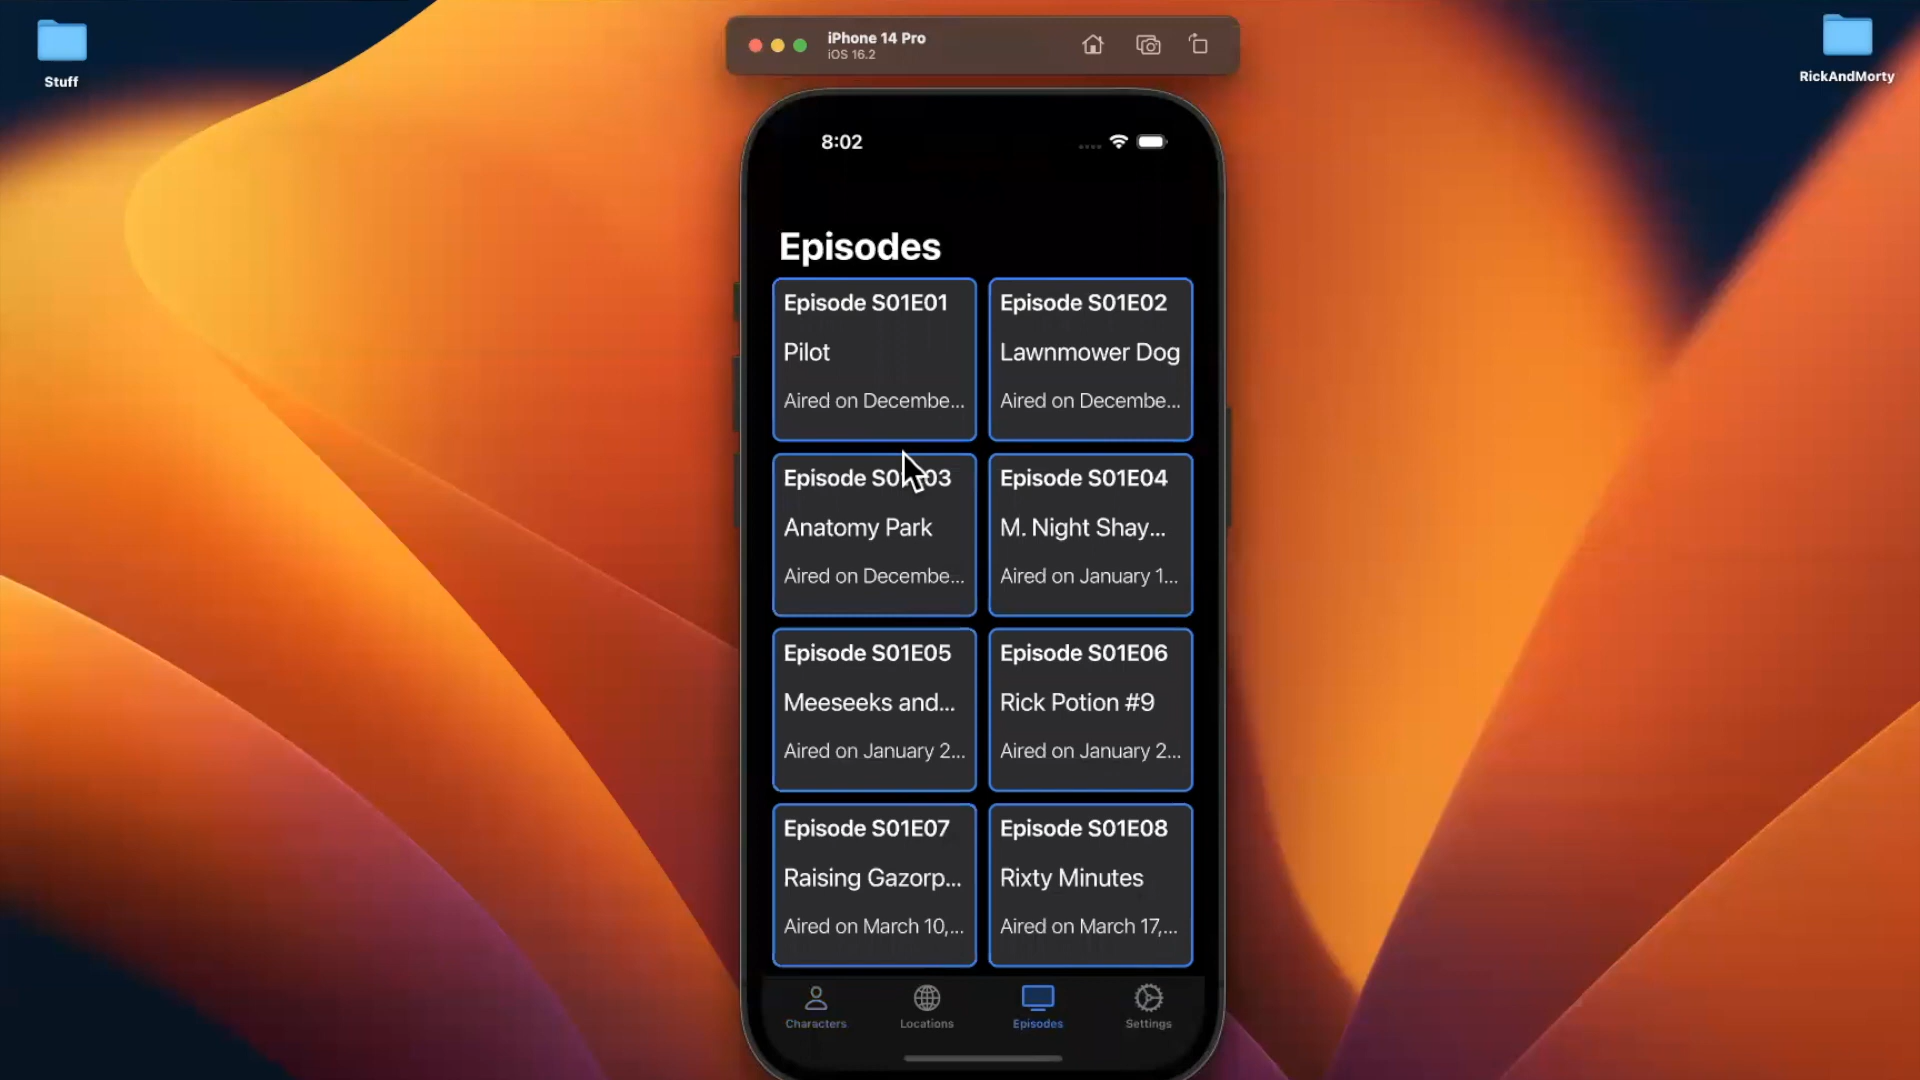 Stuff
RickAndMorty
iPhone 14 Pro
iOS 16.2
8:02
Episodes
Episode S01E01
Pilot
Aired on Decembe...
Episode S01E02
Lawnmower Dog
Aired on Decembe...
Episode S01E03
Anatomy Park
Aired on Decembe...
Episode S01E04
M. Night Shay...
Aired on January 1...
Episode S01E05
Meeseeks and...
Aired on January 2...
Episode S01E06
Rick Potion #9
Aired on January 2...
Episode S01E07
Raising Gazorp...
Aired on March 10,...
Episode S01E08
Rixty Minutes
Aired on March 17,...
Characters
Locations
Episodes
Settings